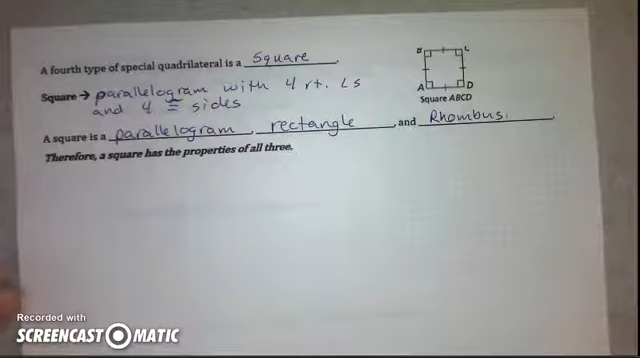 A fourth type of special quadrilateral is a Square.
B C
Square → parallelogram with 4 rt. ∠s
and 4 ≅ sides
A D
Square ABCD
A square is a parallelogram, rectangle, and Rhombus.
Therefore, a square has the properties of all three.
Recorded with
SCREENCAST O MATIC